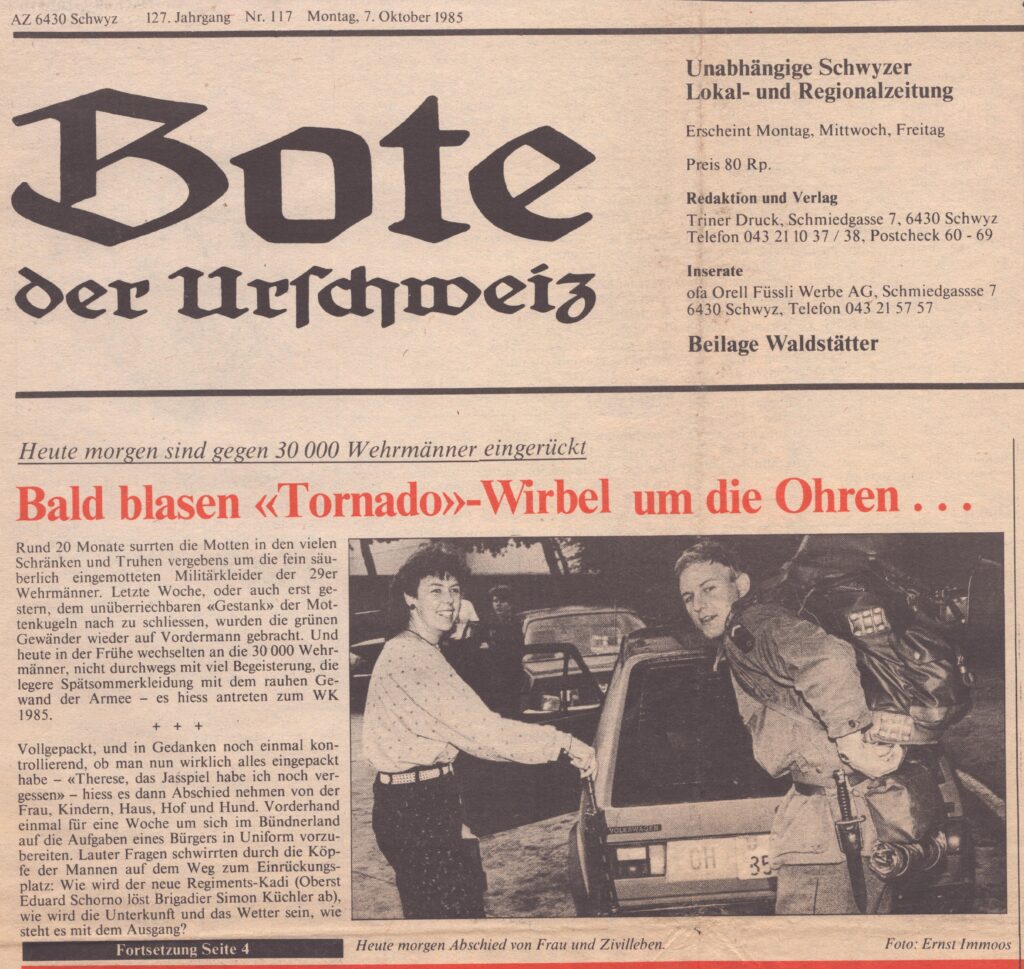 AZ 6430 Schwyz 127. Jahrgang Nr. 117 Montag, 7. Oktober 1985
Bote
der Urschweiz
Unabhängige Schwyzer
Lokal- und Regionalzeitung
Erscheint Montag, Mittwoch, Freitag
Preis 80 Rp.
Redaktion und Verlag
Triner Druck, Schmiedgasse 7, 6430 Schwyz
Telefon 043 21 10 37 / 38, Postcheck 60 - 69
Inserate
ofa Orell Füssli Werbe AG, Schmiedgassse 7
6430 Schwyz, Telefon 043 21 57 57
Beilage Waldstätter
Heute morgen sind gegen 30 000 Wehrmänner eingerückt
Bald blasen «Tornado»-Wirbel um die Ohren . . .
Rund 20 Monate surrten die Motten in den vielen
Schränken und Truhen vergebens um die fein säu-
berlich eingemotteten Militärkleider der 29er
Wehrmänner. Letzte Woche, oder auch erst ge-
stern, dem unüberriechbaren «Gestank» der Mot-
tenkugeln nach zu schliessen, wurden die grünen
Gewänder wieder auf Vordermann gebracht. Und
heute in der Frühe wechselten an die 30 000 Wehr-
männer, nicht durchwegs mit viel Begeisterung, die
legere Spätsommerkleidung mit dem rauhen Ge-
wand der Armee – es hiess antreten zum WK
1985.
+ + +
Vollgepackt, und in Gedanken noch einmal kon-
trollierend, ob man nun wirklich alles eingepackt
habe – «Therese, das Jasspiel habe ich noch ver-
gessen» – hiess es dann Abschied nehmen von der
Frau, Kindern, Haus, Hof und Hund. Vorderhand
einmal für eine Woche um sich im Bündnerland
auf die Aufgaben eines Bürgers in Uniform vorzu-
bereiten. Lauter Fragen schwirrten durch die Köp-
fe der Mannen auf dem Weg zum Einrückungs-
platz: Wie wird der neue Regiments-Kadi (Oberst
Eduard Schorno löst Brigadier Simon Küchler ab),
wie wird die Unterkunft und das Wetter sein, wie
steht es mit dem Ausgang?
Fortsetzung Seite 4
VOLKSWAGEN
CH
35
Heute morgen Abschied von Frau und Zivilleben.
Foto: Ernst Immoos